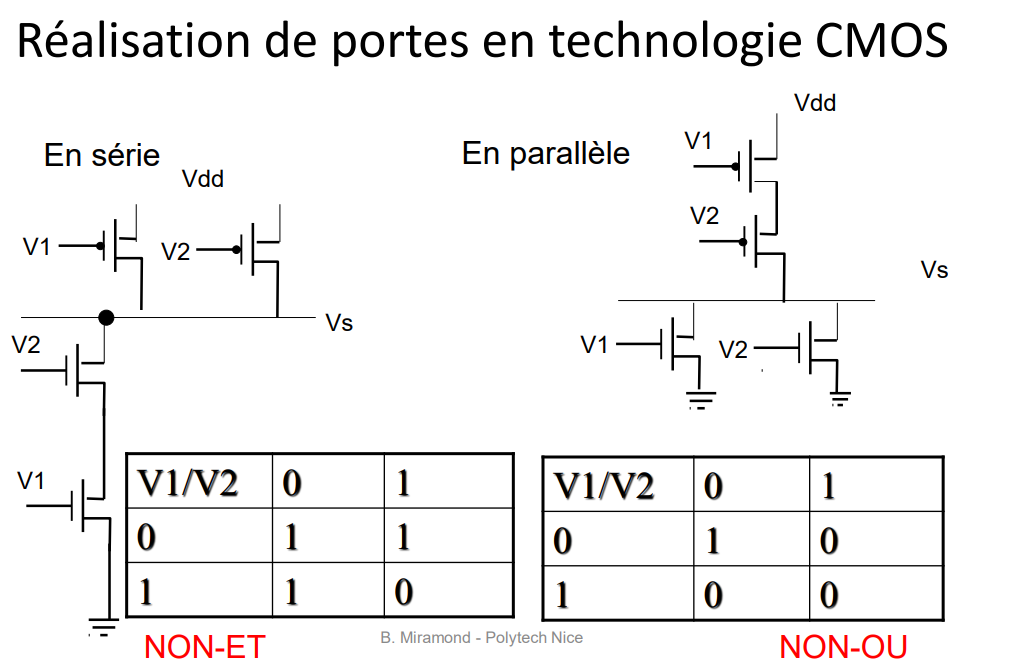 Réalisation de portes en technologie CMOS
En série
Vdd
V1
V2
Vs
V2
V1
En parallèle
Vdd
V1
V2
Vs
V1
V2
V1/V2 0 1
0 1 1
1 1 0
NON-ET
V1/V2 0 1
0 1 0
1 0 0
NON-OU
B. Miramond - Polytech Nice